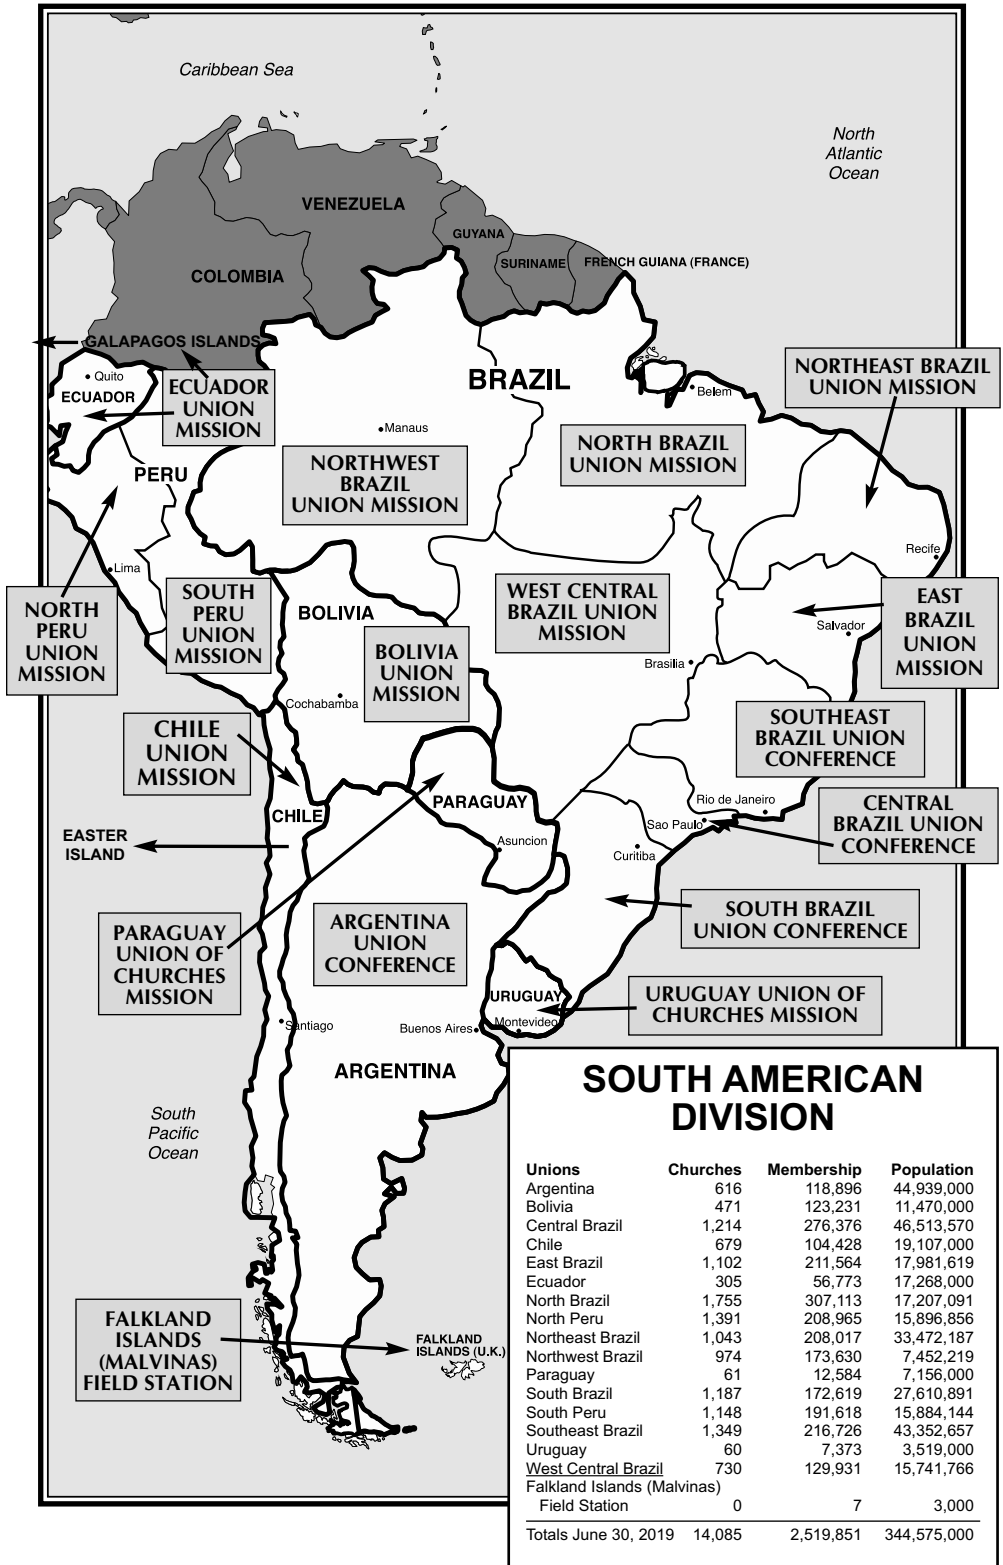 Caribbean Sea
North
Atlantic
Ocean
VENEZUELA
GUYANA
SURINAME
FRENCH GUIANA (FRANCE)
COLOMBIA
GALAPAGOS ISLANDS
Quito
ECUADOR
ECUADOR
UNION
MISSION
BRAZIL
Belem
NORTHEAST BRAZIL
UNION MISSION
Manaus
NORTH BRAZIL
UNION MISSION
NORTHWEST
BRAZIL
UNION MISSION
PERU
Lima
Recife
NORTH
PERU
UNION
MISSION
SOUTH
PERU
UNION
MISSION
BOLIVIA
WEST CENTRAL
BRAZIL UNION
MISSION
EAST
BRAZIL
UNION
MISSION
Salvador
BOLIVIA
UNION
MISSION
Brasilia
Cochabamba
CHILE
UNION
MISSION
SOUTHEAST
BRAZIL UNION
CONFERENCE
CHILE
PARAGUAY
Rio de Janeiro
CENTRAL
BRAZIL UNION
CONFERENCE
Sao Paulo
EASTER
ISLAND
Asuncion
Curitiba
PARAGUAY
UNION OF
CHURCHES
MISSION
ARGENTINA
UNION
CONFERENCE
SOUTH BRAZIL
UNION CONFERENCE
URUGUAY
URUGUAY UNION OF
CHURCHES MISSION
Santiago
Buenos Aires
Montevideo
ARGENTINA
South
Pacific
Ocean
FALKLAND
ISLANDS
(MALVINAS)
FIELD STATION
FALKLAND
ISLANDS (U.K.)
SOUTH AMERICAN
DIVISION
Unions Churches Membership Population
Argentina 616 118,896 44,939,000
Bolivia 471 123,231 11,470,000
Central Brazil 1,214 276,376 46,513,570
Chile 679 104,428 19,107,000
East Brazil 1,102 211,564 17,981,619
Ecuador 305 56,773 17,268,000
North Brazil 1,755 307,113 17,207,091
North Peru 1,391 208,965 15,896,856
Northeast Brazil 1,043 208,017 33,472,187
Northwest Brazil 974 173,630 7,452,219
Paraguay 61 12,584 7,156,000
South Brazil 1,187 172,619 27,610,891
South Peru 1,148 191,618 15,884,144
Southeast Brazil 1,349 216,726 43,352,657
Uruguay 60 7,373 3,519,000
West Central Brazil 730 129,931 15,741,766
Falkland Islands (Malvinas)
Field Station 0 7 3,000
Totals June 30, 2019 14,085 2,519,851 344,575,000